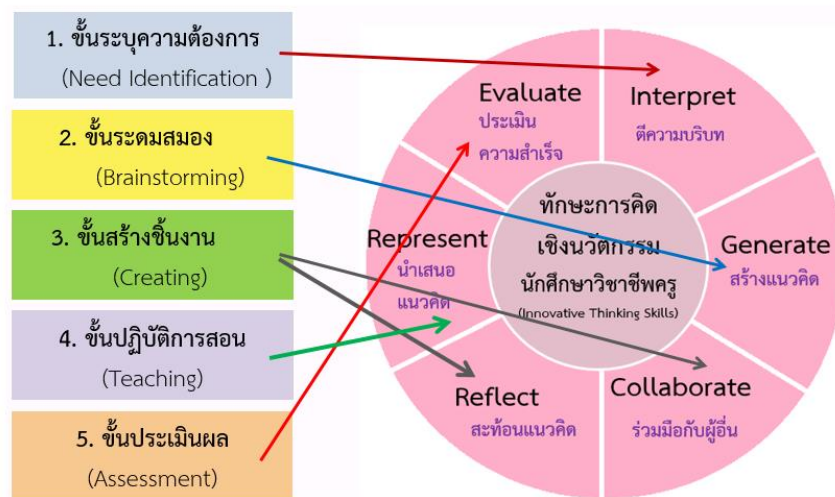 1. ขั้นระบุความต้องการ
(Need Identification )
2. ขั้นระดมสมอง
(Brainstorming)
3. ขั้นสร้างชิ้นงาน
(Creating)
4. ขั้นปฏิบัติการสอน
(Teaching)
5. ขั้นประเมินผล
(Assessment)
Evaluate
ประเมิน
ความสำเร็จ
Interpret
ตีความบริบท
Represent
นำเสนอ
แนวคิด
ทักษะการคิด
เชิงนวัตกรรม
นักศึกษาวิชาชีพครู
(Innovative Thinking Skills)
Generate
สร้างแนวคิด
Reflect
สะท้อนแนวคิด
Collaborate
ร่วมมือกับผู้อื่น